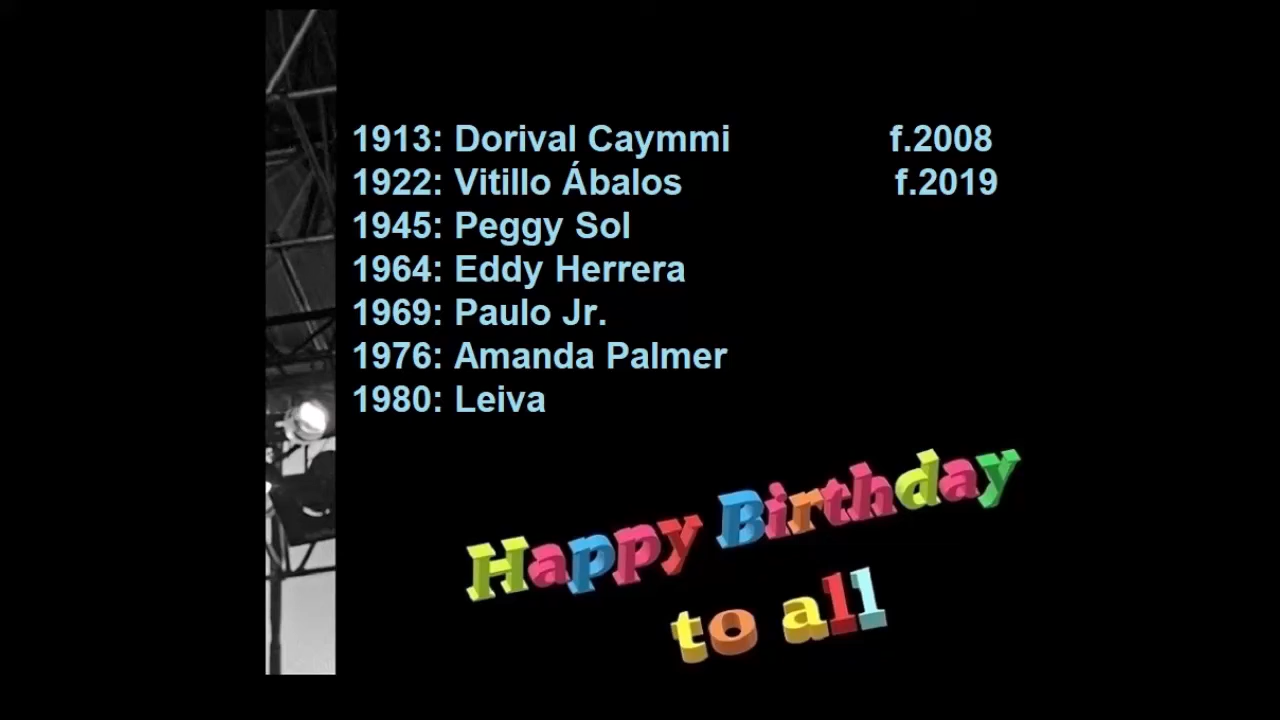 1913: Dorival Caymmi f.2008
1922: Vitillo Ábalos f.2019
1945: Peggy Sol
1964: Eddy Herrera
1969: Paulo Jr.
1976: Amanda Palmer
1980: Leiva
Happy Birthday
to all